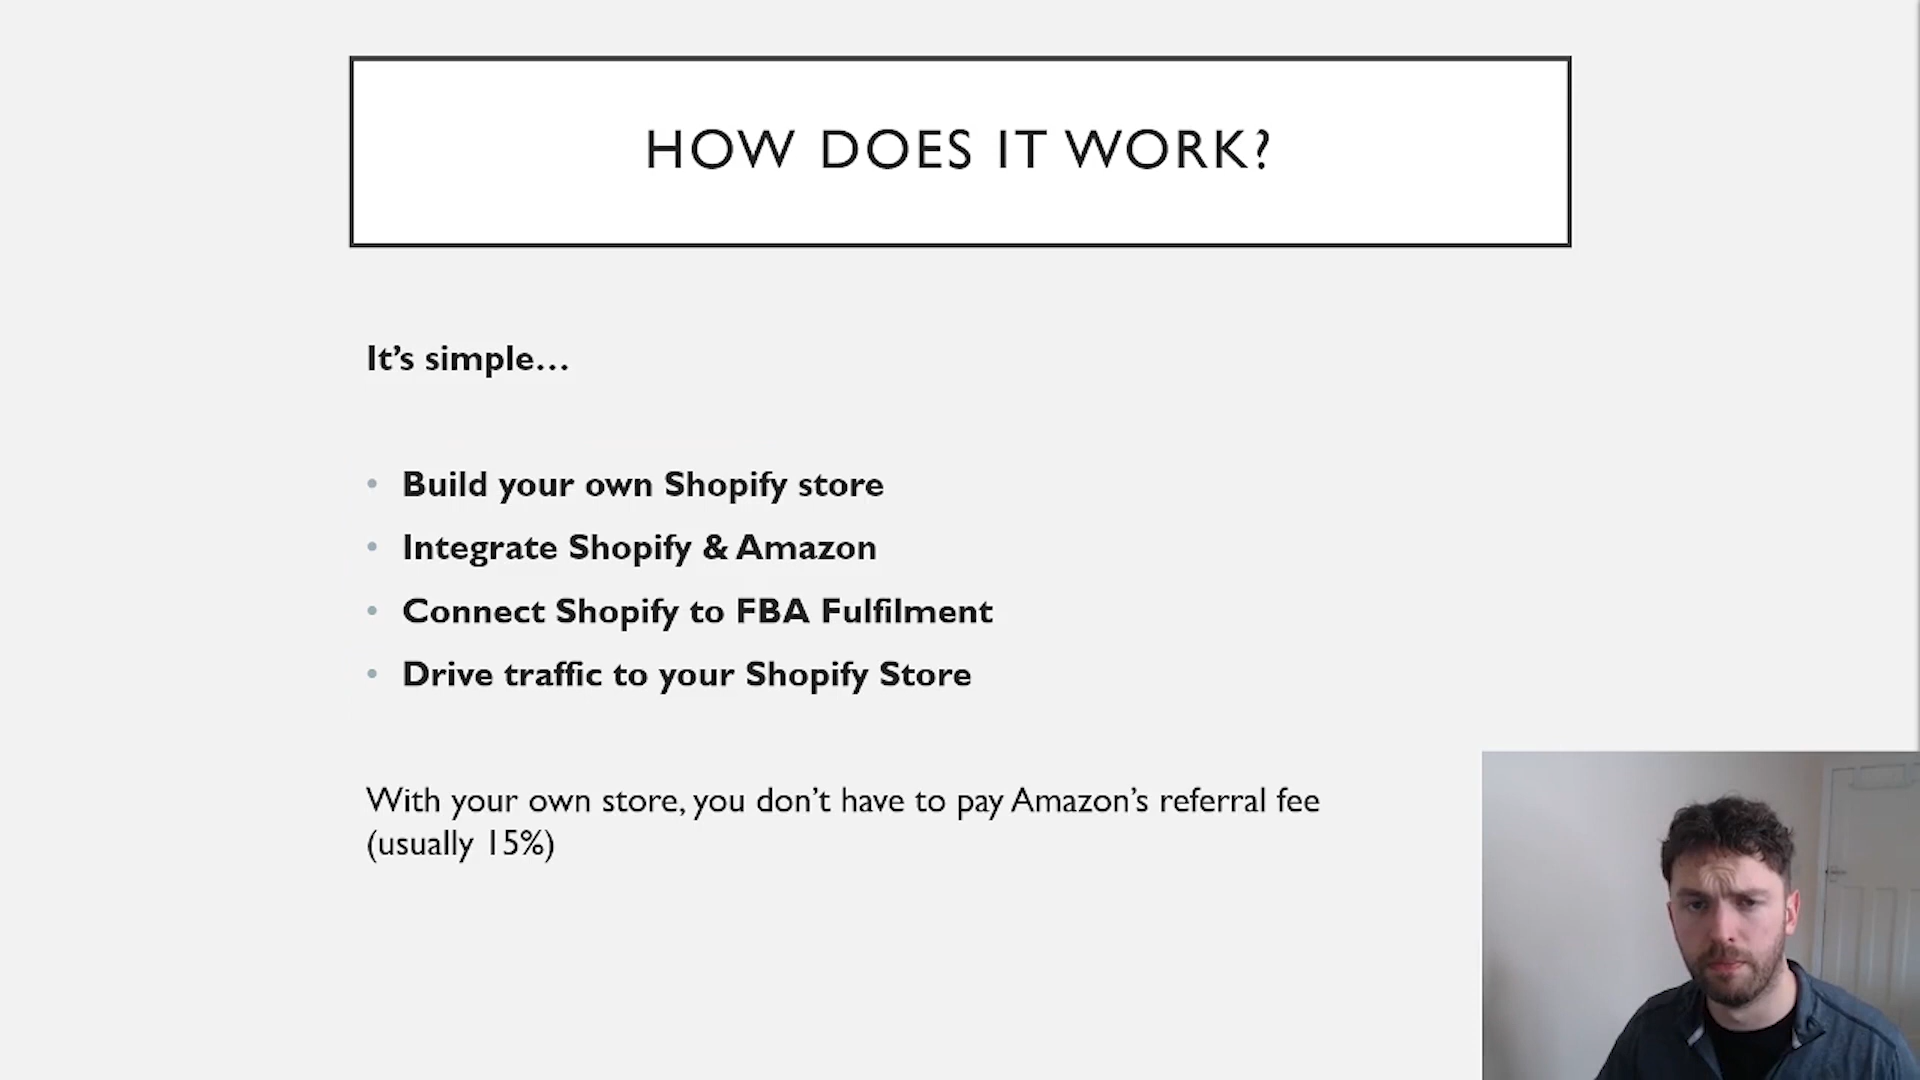 HOW DOES IT WORK?
It's simple…
• Build your own Shopify store
• Integrate Shopify & Amazon
• Connect Shopify to FBA Fulfilment
• Drive traffic to your Shopify Store
With your own store, you don't have to pay Amazon's referral fee
(usually 15%)